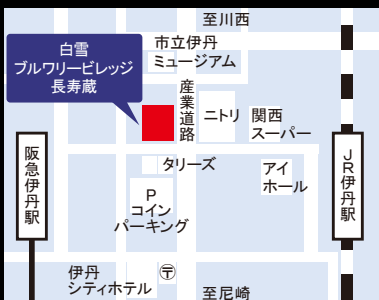 至川西
白雪
ブルワリービレッジ
長寿蔵
市立伊丹
ミュージアム
産業道路
ニトリ
関西
スーパー
阪急伊丹駅
タリーズ
アイ
ホール
JR伊丹駅
P
コイン
パーキング
伊丹
シティホテル
〒
至尼崎